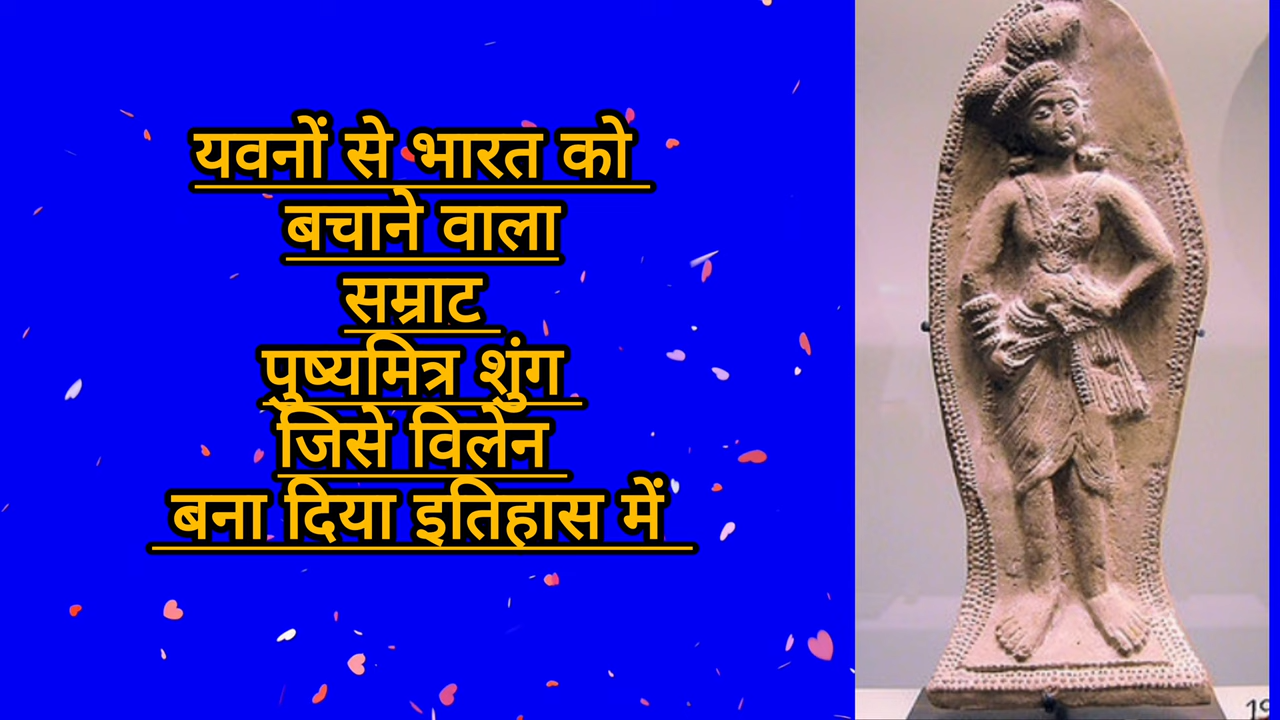 यवनों से भारत को
बचाने वाला
सम्राट
पुष्यमित्र शुंग
जिसे विलेन
बना दिया इतिहास में